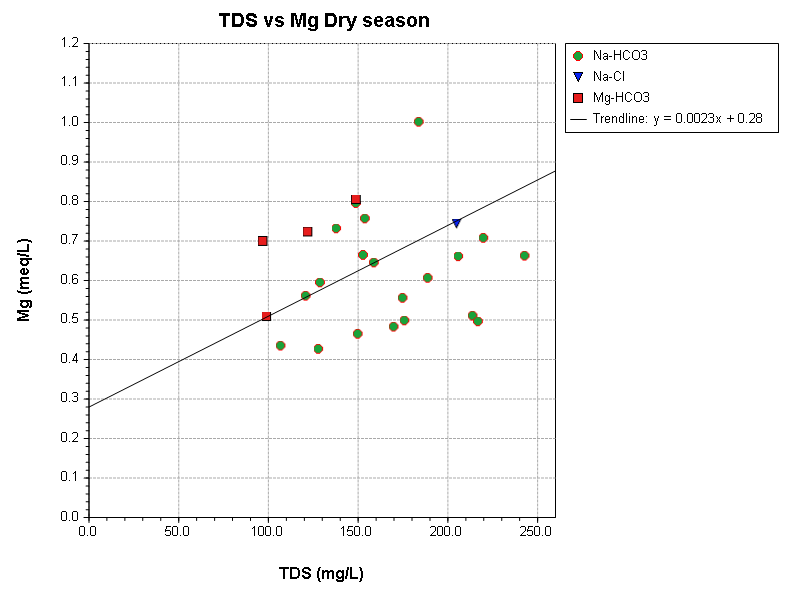 TDS vs Mg Dry season
1.2
1.1
1.0
0.9
0.8
0.7
0.6
0.5
0.4
0.3
0.2
0.1
0.0
Mg (meq/L)
0.0 50.0 100.0 150.0 200.0 250.0
TDS (mg/L)
Na-HCO3
Na-Cl
Mg-HCO3
Trendline: y = 0.0023x + 0.28